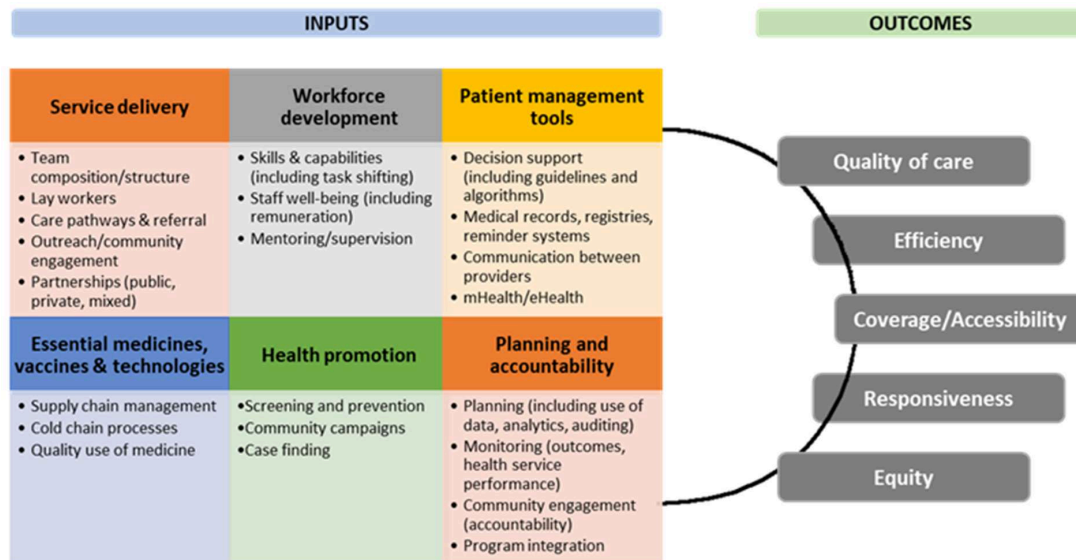 INPUTS
OUTCOMES
Service delivery
• Team
composition/structure
• Lay workers
• Care pathways & referral
• Outreach/community
engagement
• Partnerships (public,
private, mixed)
Workforce
development
• Skills & capabilities
(including task shifting)
• Staff well-being (including
remuneration)
• Mentoring/supervision
Patient management
tools
• Decision support
(including guidelines and
algorithms)
• Medical records, registries,
reminder systems
• Communication between
providers
• mHealth/eHealth
Essential medicines,
vaccines & technologies
• Supply chain management
• Cold chain processes
• Quality use of medicine
Health promotion
•Screening and prevention
•Community campaigns
•Case finding
Planning and
accountability
• Planning (including use of
data, analytics, auditing)
• Monitoring (outcomes,
health service
performance)
• Community engagement
(accountability)
• Program integration
Quality of care
Efficiency
Coverage/Accessibility
Responsiveness
Equity